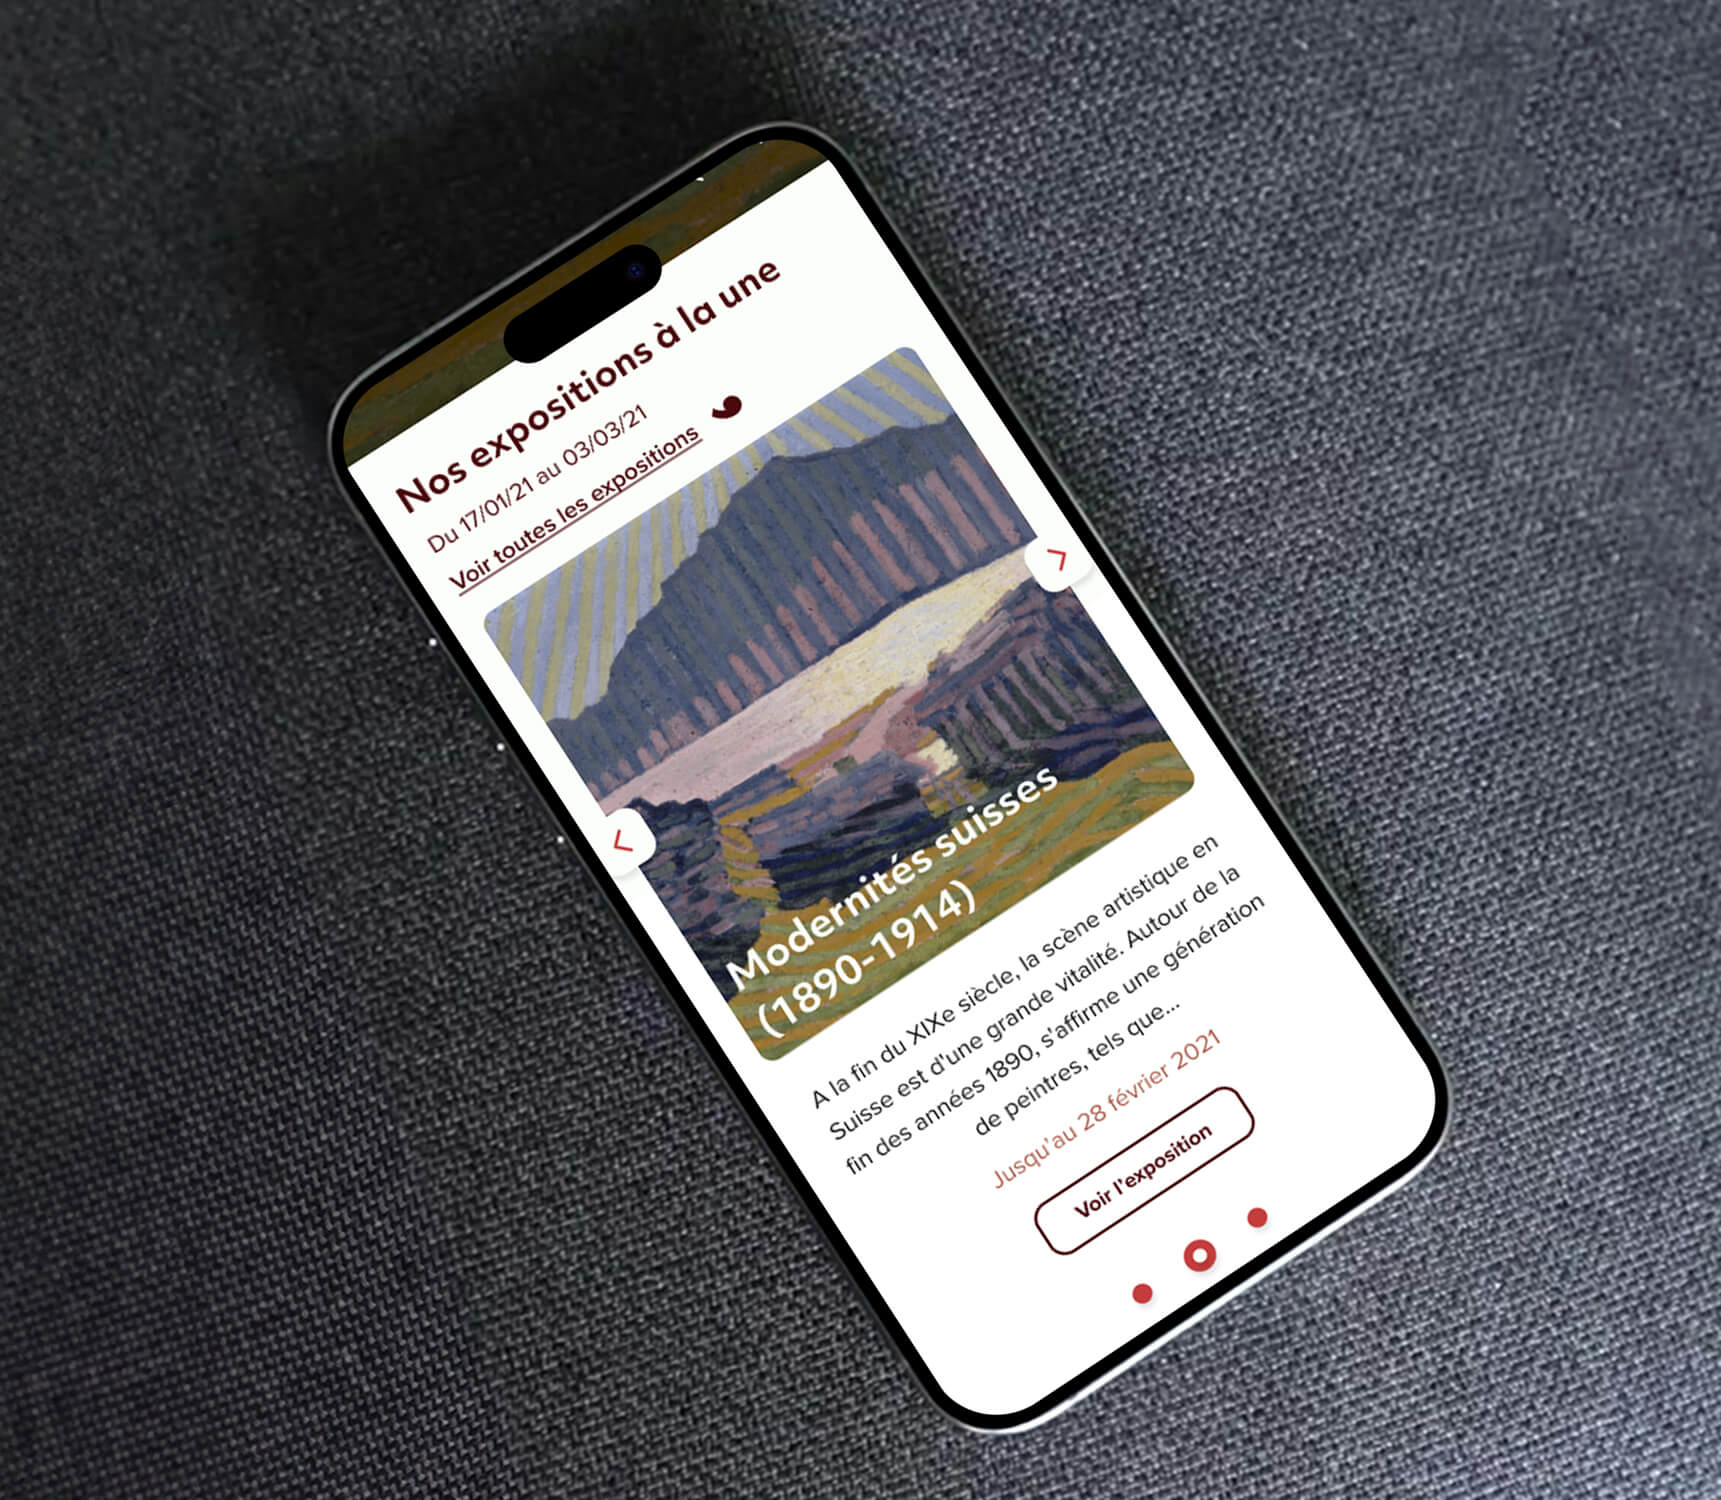 Nos expositions à la une
Du 17/01/21 au 03/03/21
Voir toutes les expositions
Modernités suisses
(1890-1914)
A la fin du XIXe siècle, la scène artistique en
Suisse est d'une grande vitalité. Autour de la
fin des années 1890, s'affirme une génération
de peintres, tels que...
Jusqu'au 28 février 2021
Voir l'exposition